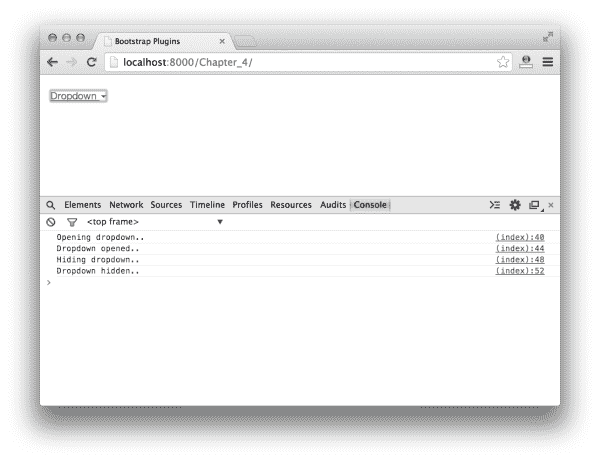 Bootstrap Plugins
localhost:8000/Chapter_4/
Dropdown
Elements Network Sources Timeline Profiles Resources Audits Console
<top frame>
Opening dropdown.. (index):40
Dropdown opened.. (index):44
Hiding dropdown.. (index):48
Dropdown hidden.. (index):52
>